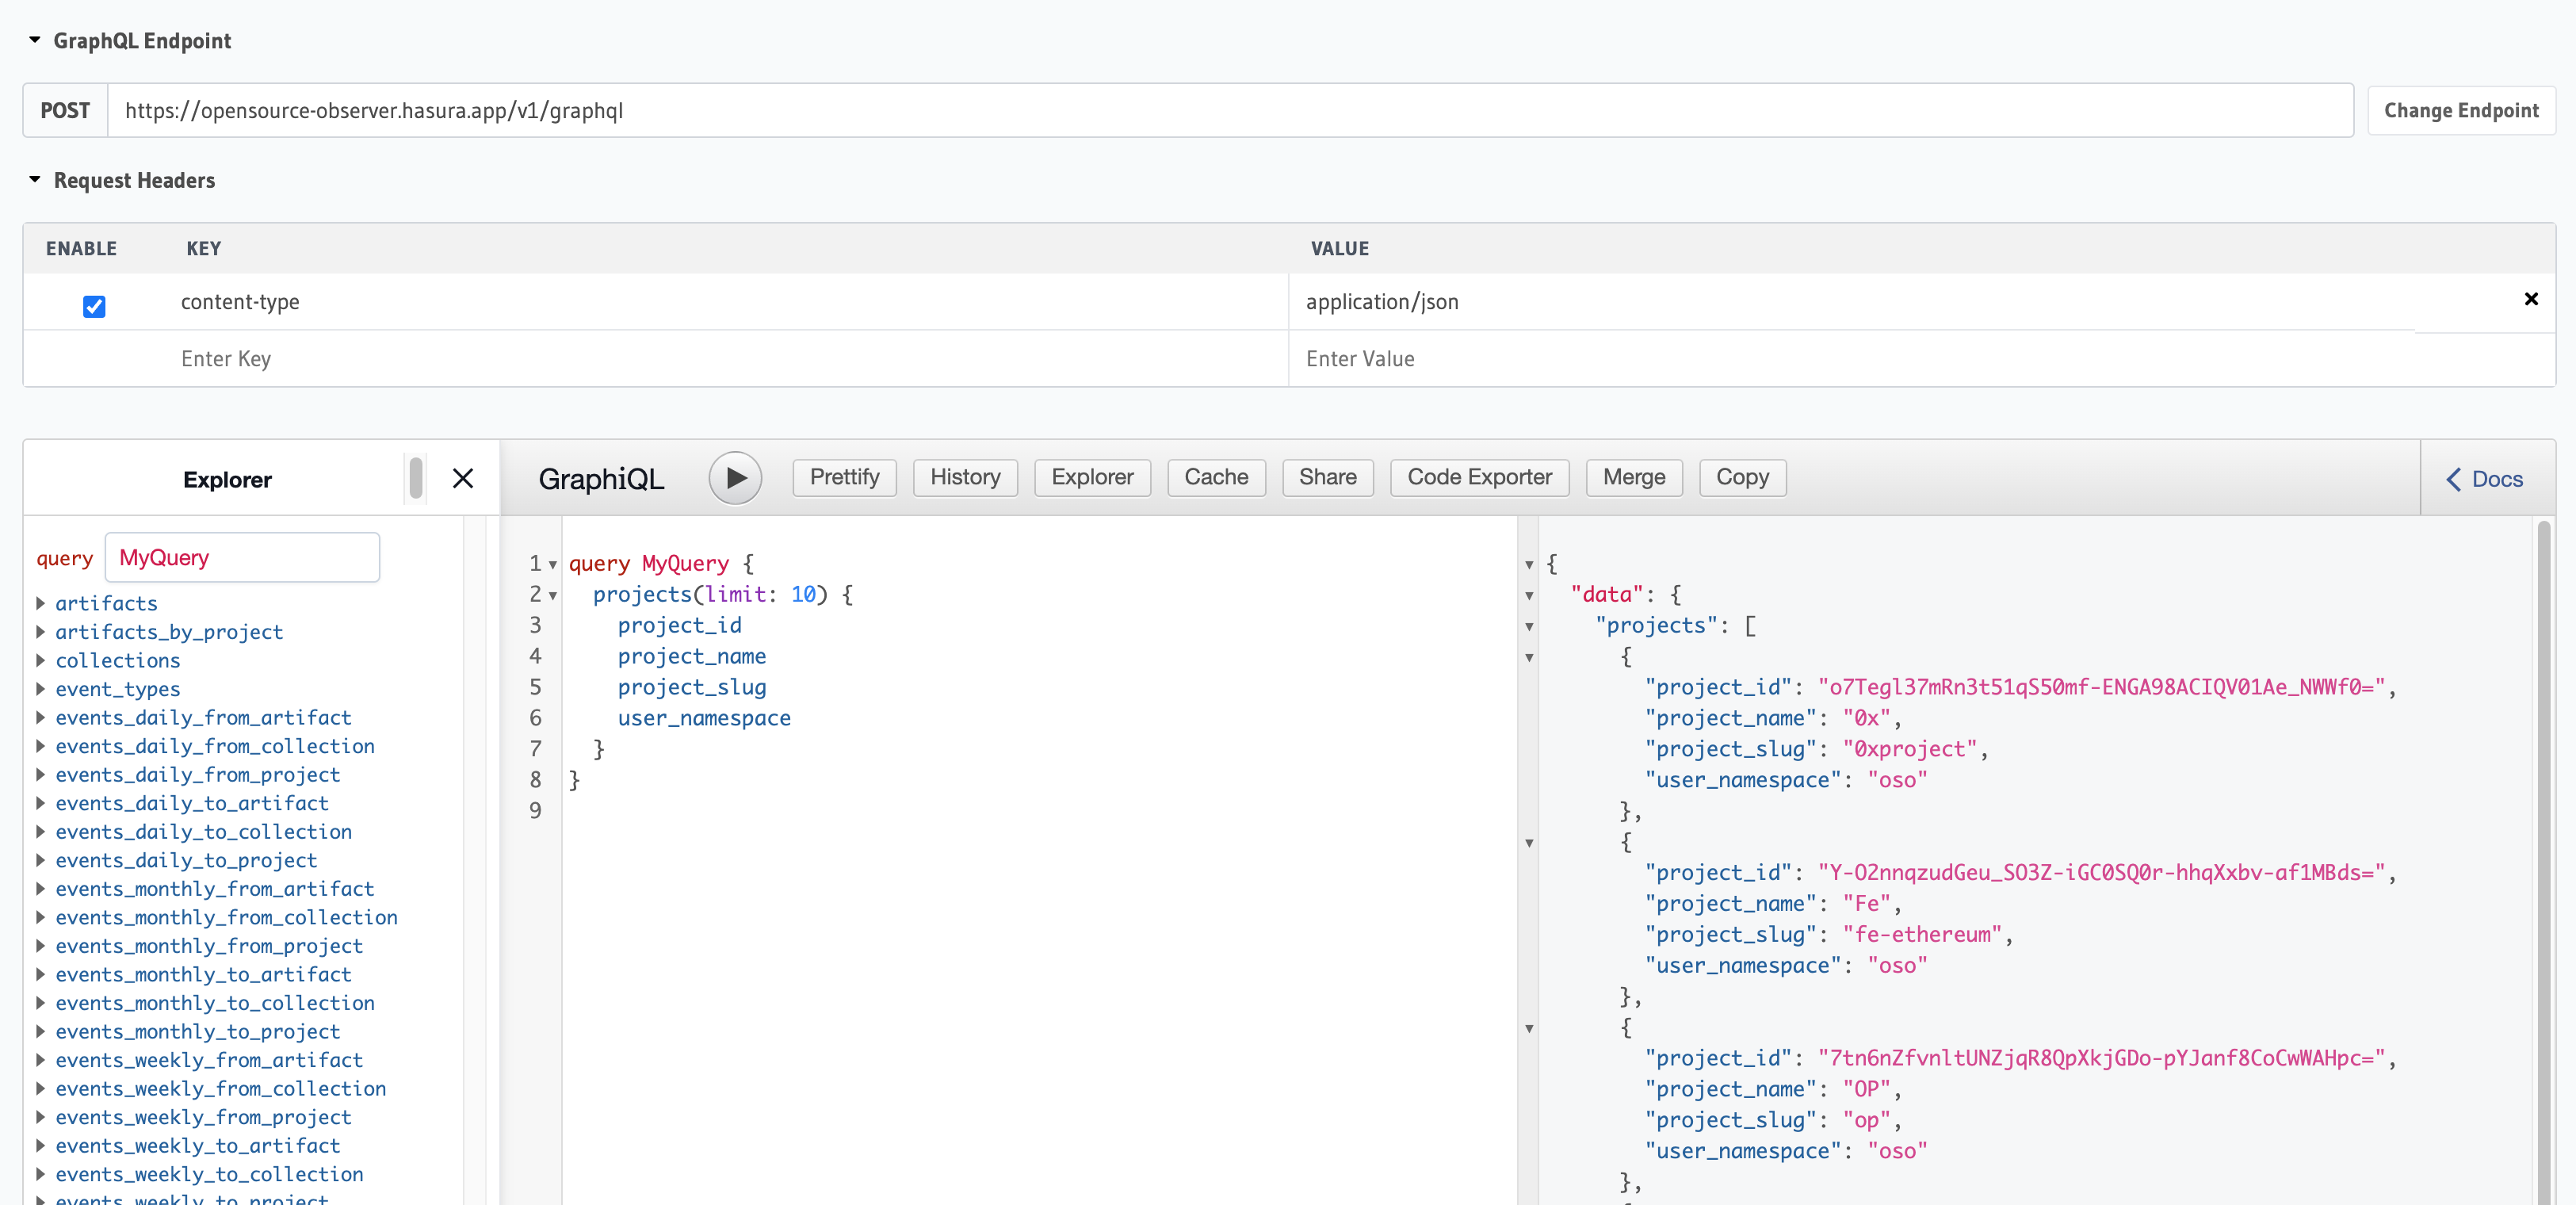 GraphQL Endpoint
POST https://opensource-observer.hasura.app/v1/graphql Change Endpoint
Request Headers
ENABLE KEY VALUE
content-type application/json
Enter Key Enter Value
Explorer
GraphiQL Prettify History Explorer Cache Share Code Exporter Merge Copy Docs
query MyQuery
artifacts
artifacts_by_project
collections
event_types
events_daily_from_artifact
events_daily_from_collection
events_daily_from_project
events_daily_to_artifact
events_daily_to_collection
events_daily_to_project
events_monthly_from_artifact
events_monthly_from_collection
events_monthly_from_project
events_monthly_to_artifact
events_monthly_to_collection
events_monthly_to_project
events_weekly_from_artifact
events_weekly_from_collection
events_weekly_from_project
events_weekly_to_artifact
events_weekly_to_collection
events_weekly_to_project
1 query MyQuery {
2 projects(limit: 10) {
3 project_id
4 project_name
5 project_slug
6 user_namespace
7 }
8 }
9
{
"data": {
"projects": [
{
"project_id": "o7Tegl37mRn3t51qS50mf-ENGA98ACIQV01Ae_NWWf0=",
"project_name": "0x",
"project_slug": "0xproject",
"user_namespace": "oso"
},
{
"project_id": "Y-O2nnqzudGeu_SO3Z-iGC0SQ0r-hhqXxbv-af1MBds=",
"project_name": "Fe",
"project_slug": "fe-ethereum",
"user_namespace": "oso"
},
{
"project_id": "7tn6nZfvnltUNZjqR8QpXkjGDo-pYJanf8CoCwWAHpc=",
"project_name": "OP",
"project_slug": "op",
"user_namespace": "oso"
},